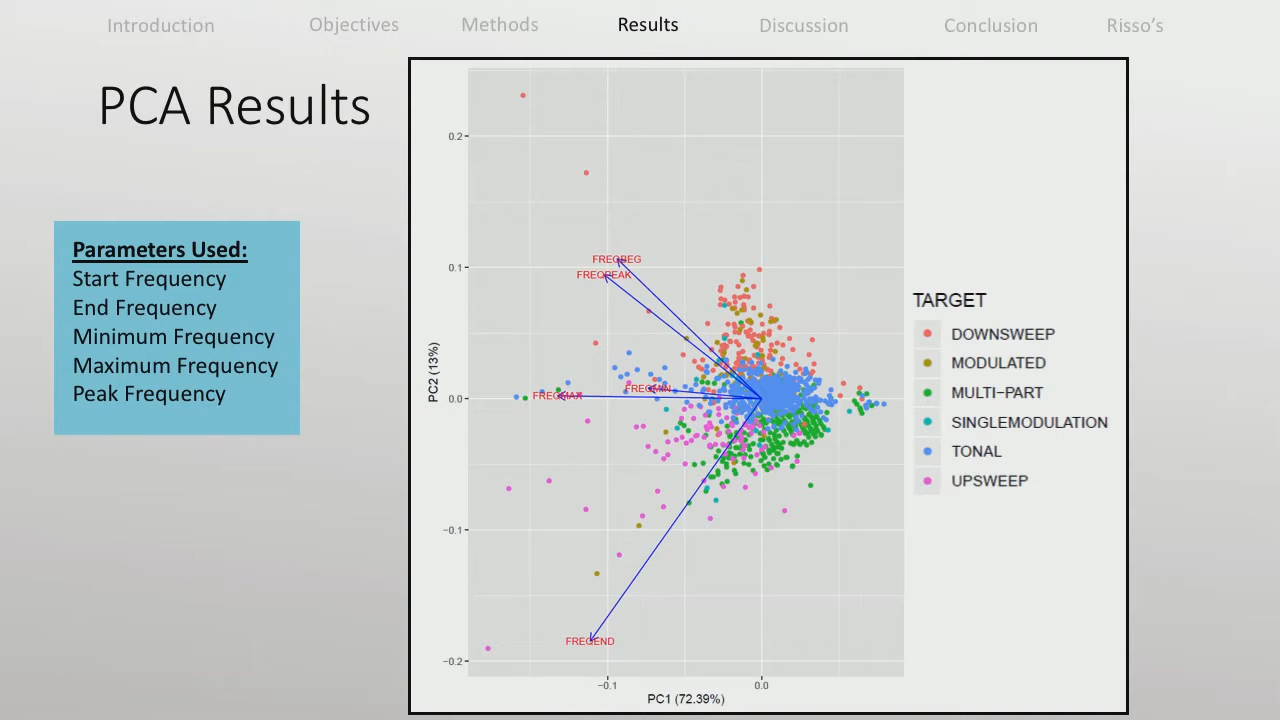 Introduction Objectives Methods Results Discussion Conclusion Risso's
PCA Results
Parameters Used:
Start Frequency
End Frequency
Minimum Frequency
Maximum Frequency
Peak Frequency
PC2 (13%)
0.2
0.1
0.0
−0.1
−0.2
FREQBEG
FREQPEAK
FREQMIN
FREQMAX
FREQEND
−0.1 0.0
PC1 (72.39%)
TARGET
DOWNSWEEP
MODULATED
MULTI−PART
SINGLEMODULATION
TONAL
UPSWEEP